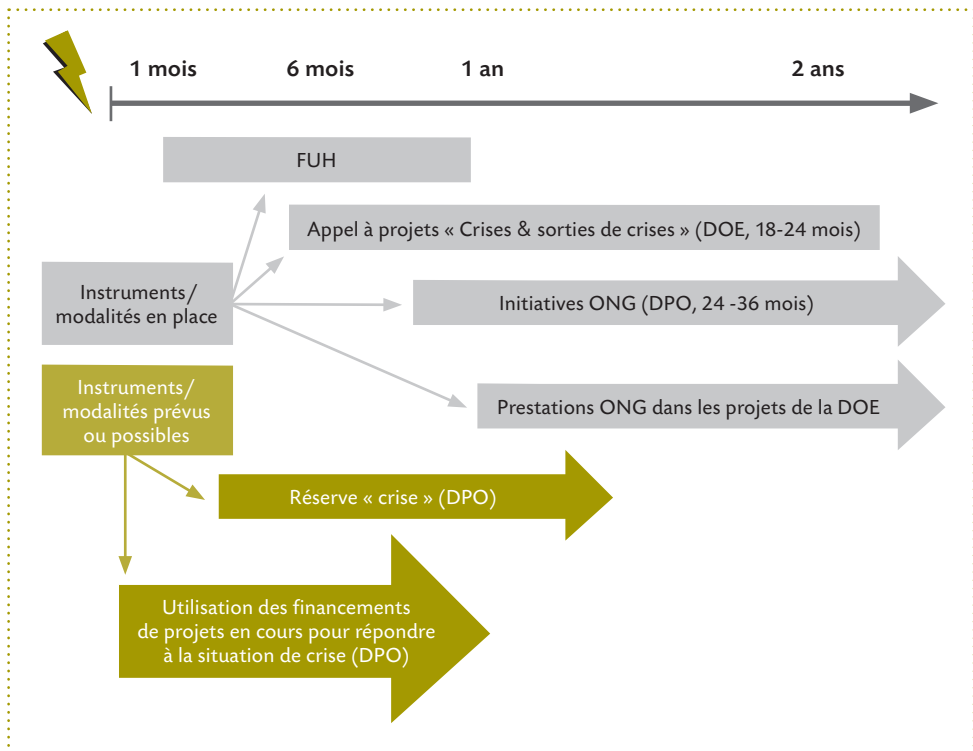 1 mois 6 mois 1 an 2 ans
FUH
Appel à projets « Crises & sorties de crises » (DOE, 18-24 mois)
Instruments/
modalités en place
Initiatives ONG (DPO, 24 -36 mois)
Instruments/
modalités prévus
ou possibles
Prestations ONG dans les projets de la DOE
Réserve « crise » (DPO)
Utilisation des financements
de projets en cours pour répondre
à la situation de crise (DPO)